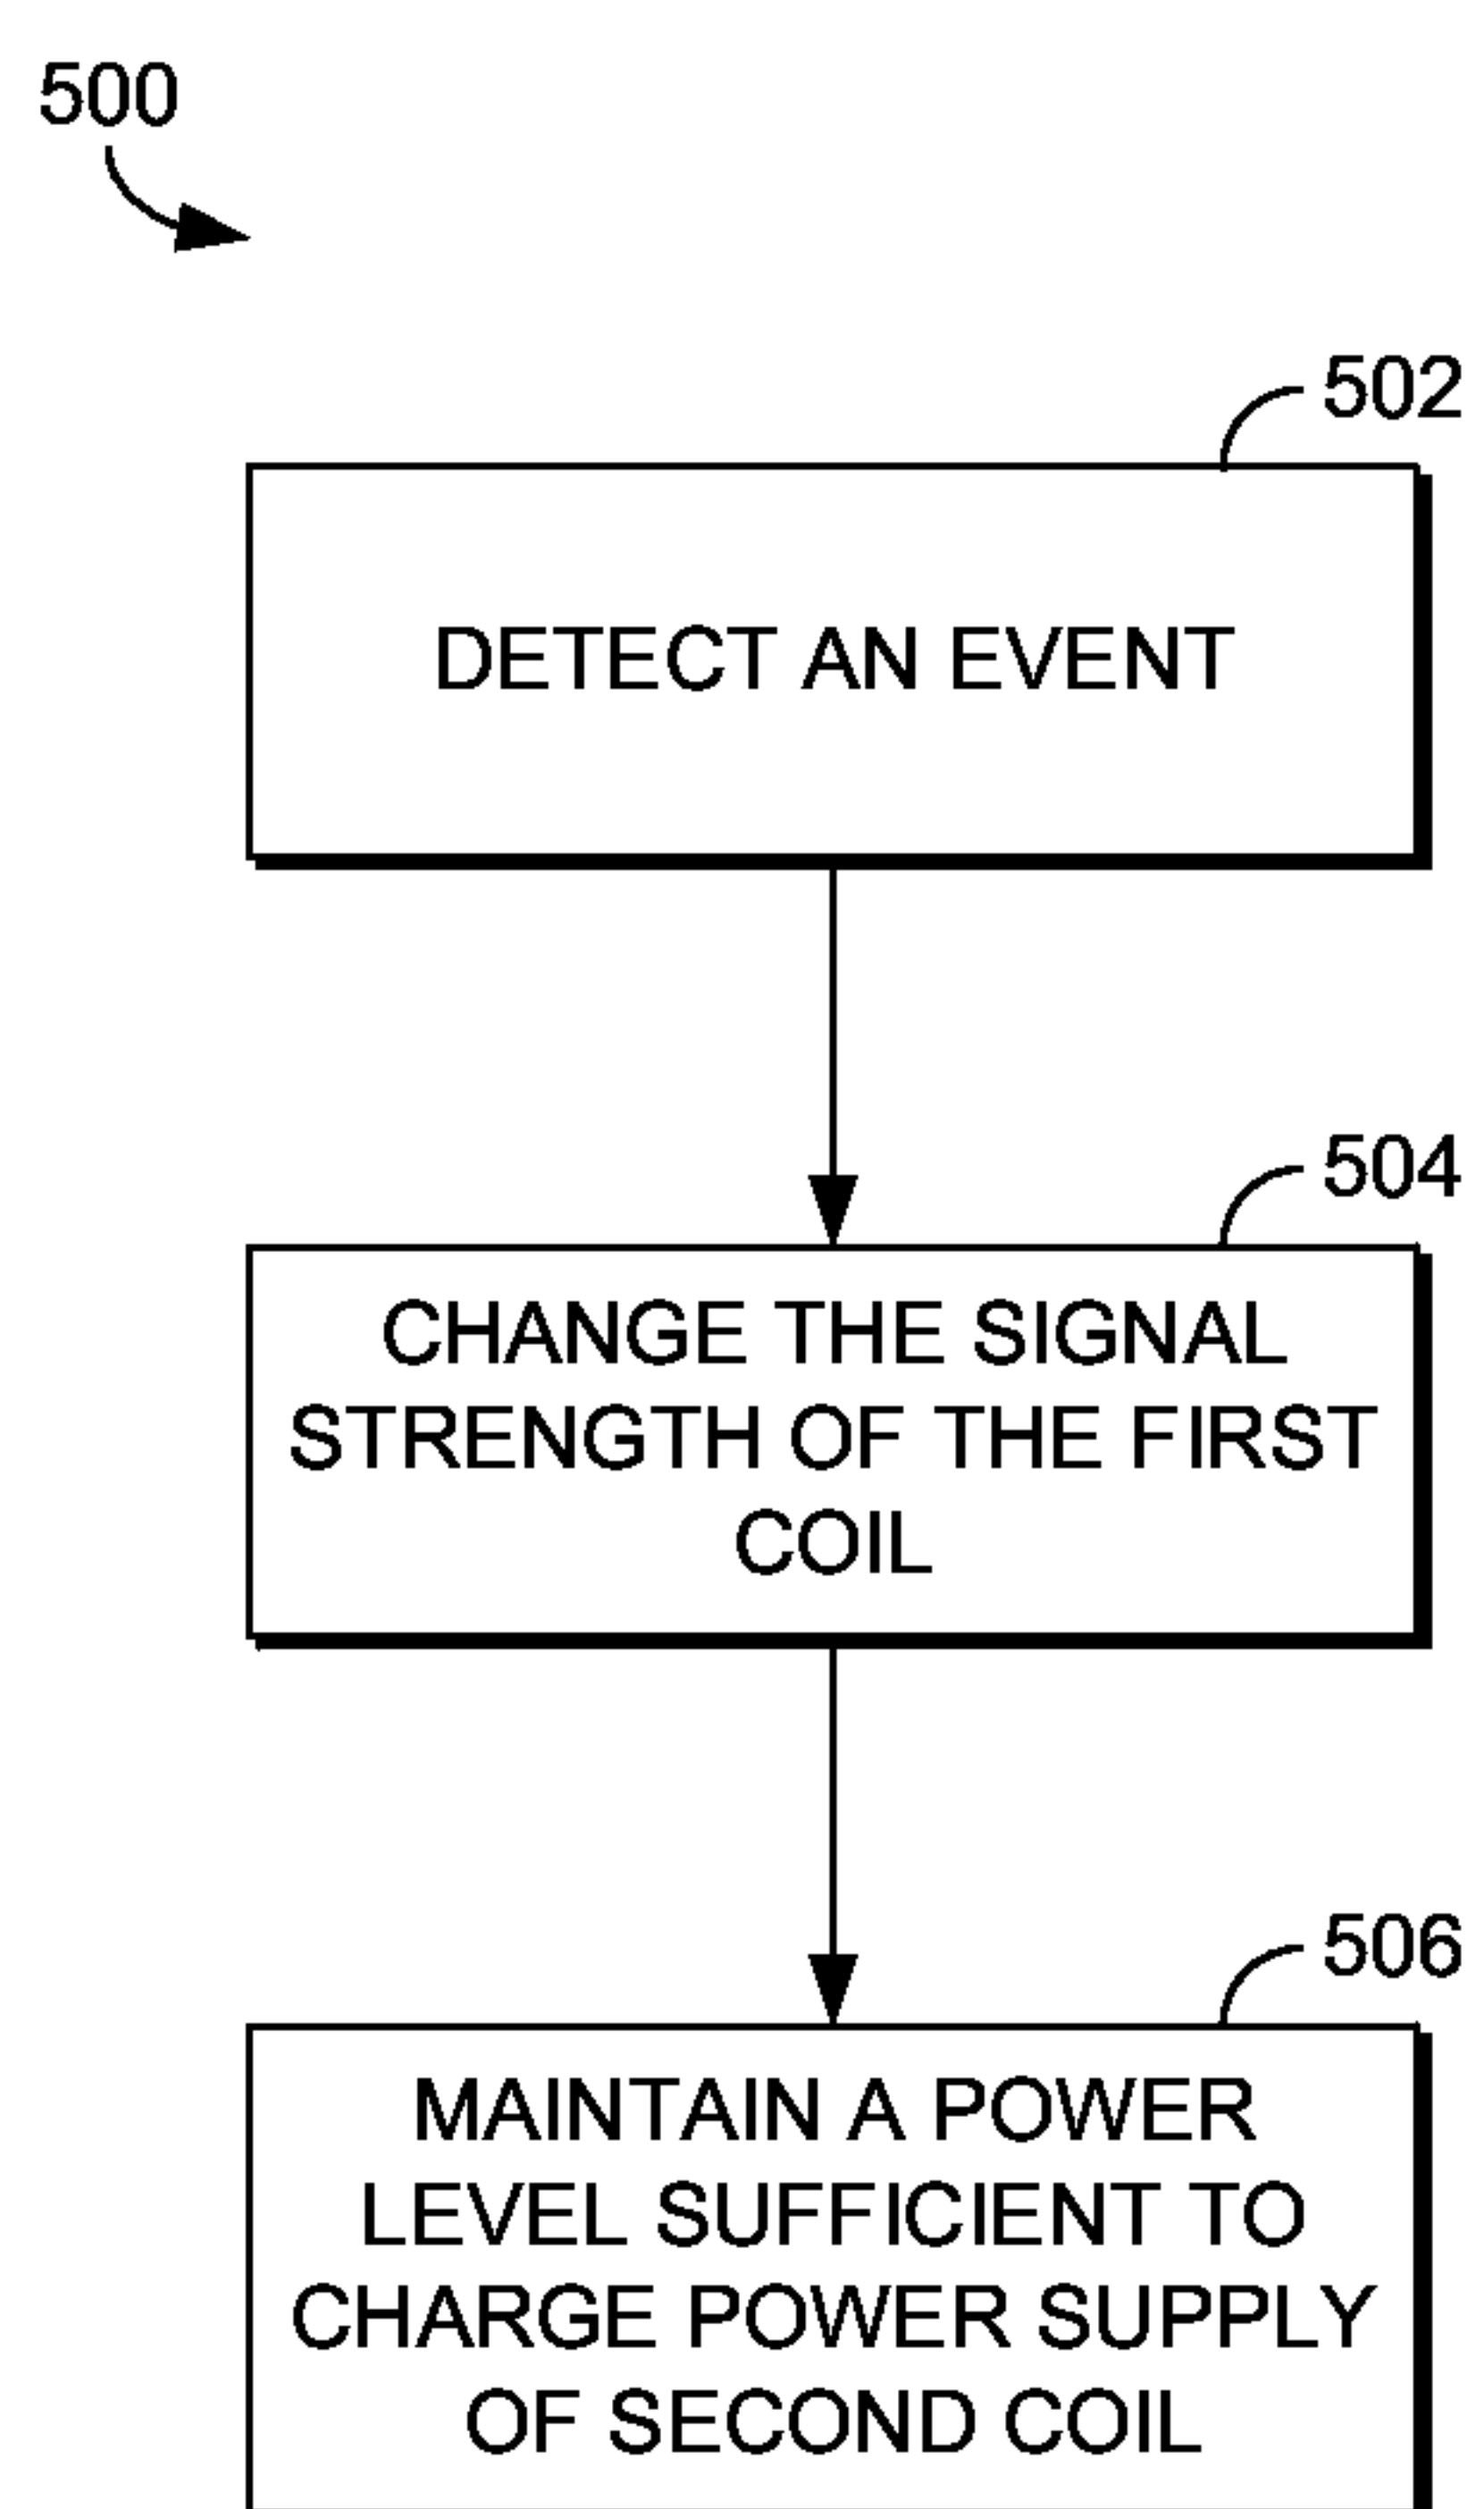 500
502
DETECT AN EVENT
504
CHANGE THE SIGNAL
STRENGTH OF THE FIRST
COIL
506
MAINTAIN A POWER
LEVEL SUFFICIENT TO
CHARGE POWER SUPPLY
OF SECOND COIL